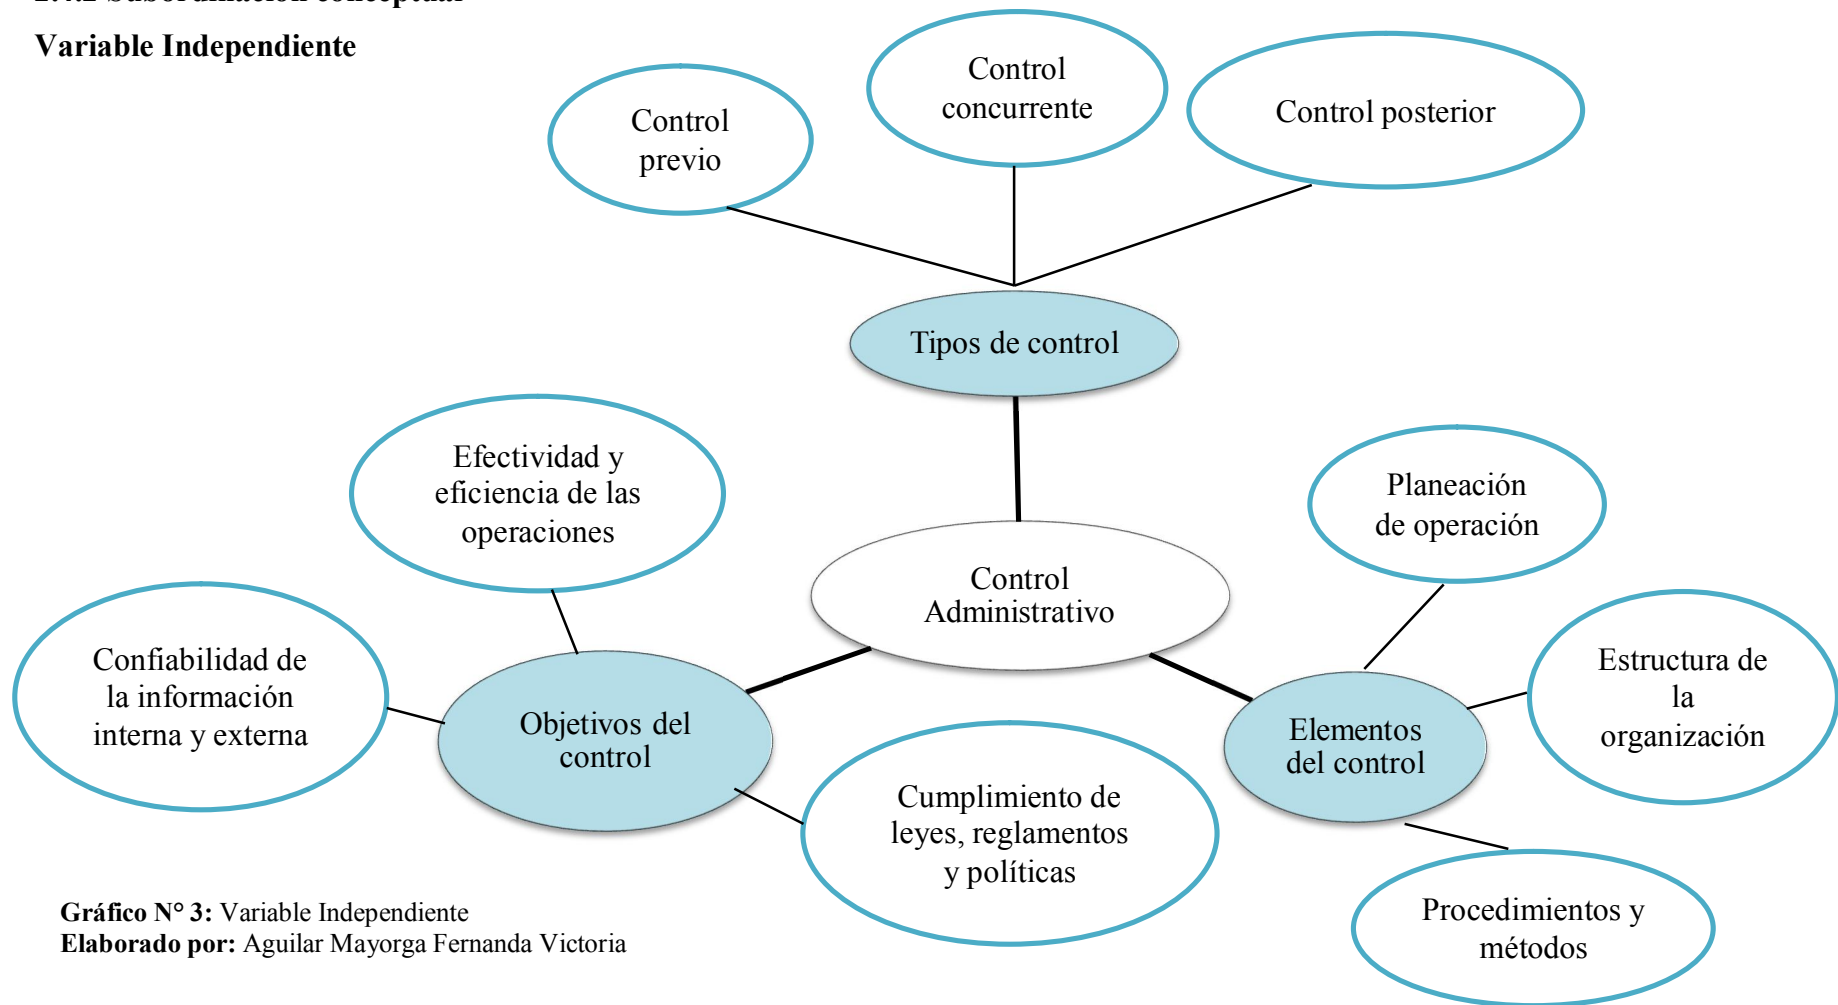 Variable Independiente
Control
previo
Control
concurrente
Control posterior
Tipos de control
Efectividad y
eficiencia de las
operaciones
Planeación
de operación
Control
Administrativo
Confiabilidad de
la información
interna y externa
Objetivos del
control
Elementos
del control
Estructura de
la
organización
Cumplimiento de
leyes, reglamentos
y políticas
Procedimientos y
métodos
Gráfico N° 3: Variable Independiente
Elaborado por: Aguilar Mayorga Fernanda Victoria